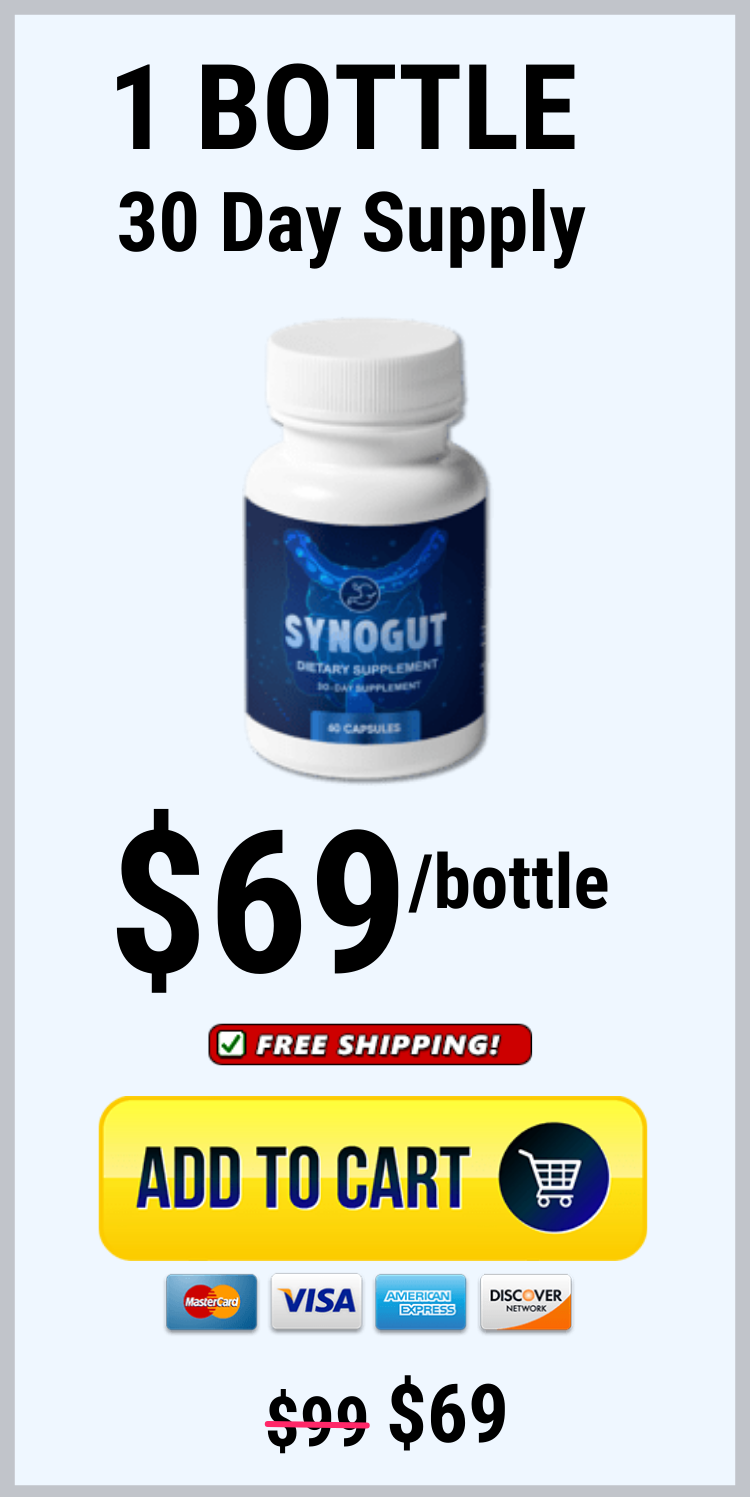 1 BOTTLE
30 Day Supply
SYNOGUT
DIETARY SUPPLEMENT
30-DAY SUPPLEMENT
60 CAPSULES
$69/bottle
FREE SHIPPING!
ADD TO CART
MasterCard
VISA
AMERICAN
EXPRESS
DISCOVER
NETWORK
$99 $69